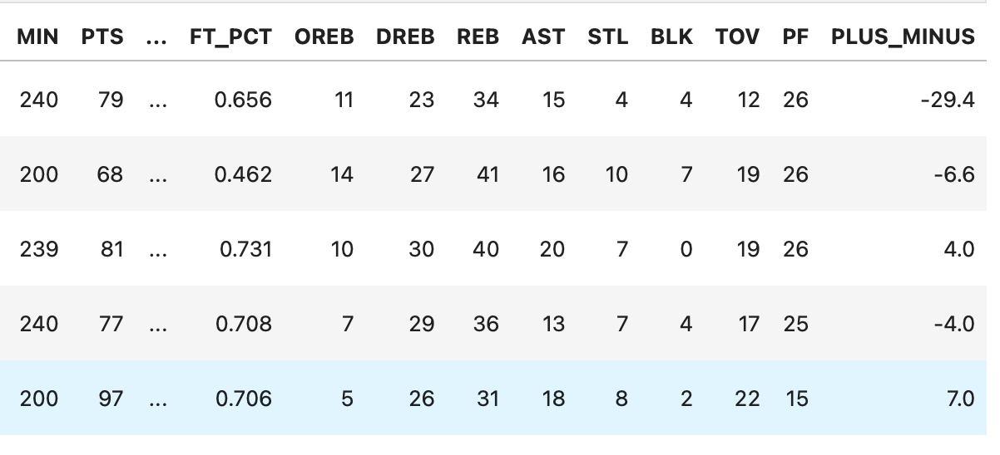 MIN PTS ... FT_PCT OREB DREB REB AST STL BLK TOV PF PLUS_MINUS
240 79 ... 0.656 11 23 34 15 4 4 12 26 -29.4
200 68 ... 0.462 14 27 41 16 10 7 19 26 -6.6
239 81 ... 0.731 10 30 40 20 7 0 19 26 4.0
240 77 ... 0.708 7 29 36 13 7 4 17 25 -4.0
200 97 ... 0.706 5 26 31 18 8 2 22 15 7.0